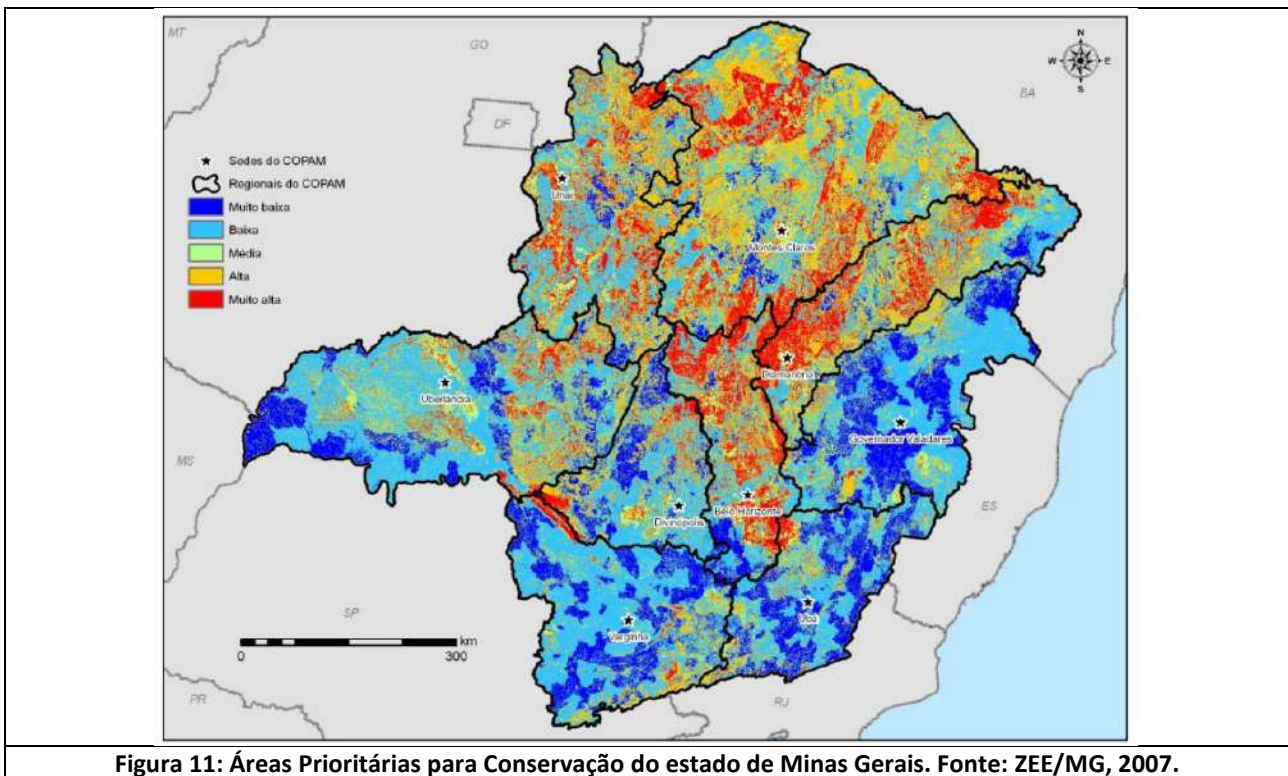 MT
GO
N
W E
S
BA
DF
Sedes do COPAM
Regionais do COPAM
Muito baixa
Baixa
Média
Alta
Muito alta
Unaí
Montes Claros
Diamantina
Uberlândia
Governador Valadares
MS
ES
Divinópolis
Belo Horizonte
SP
Ubá
Varginha
km
0 300
PR
RJ
Figura 11: Áreas Prioritárias para Conservação do estado de Minas Gerais. Fonte: ZEE/MG, 2007.